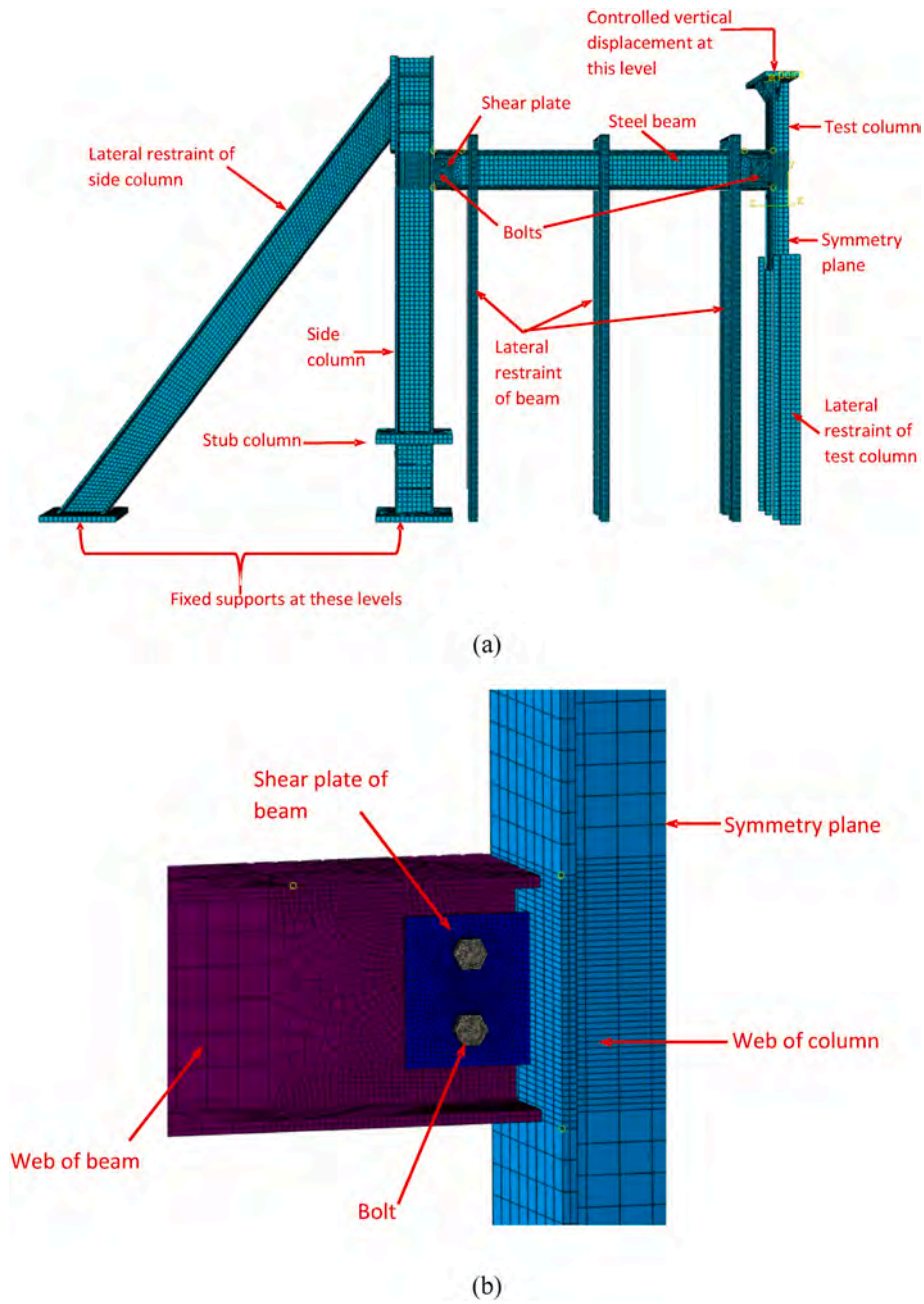 Controlled vertical
displacement at
this level
Shear plate
Steel beam
Test column
Lateral restraint of
side column
Bolts
Symmetry
plane
Side
column
Lateral
restraint
of beam
Lateral
restraint of
test column
Stub column
Fixed supports at these levels
(a)
Shear plate of
beam
Symmetry plane
Web of column
Web of beam
Bolt
(b)